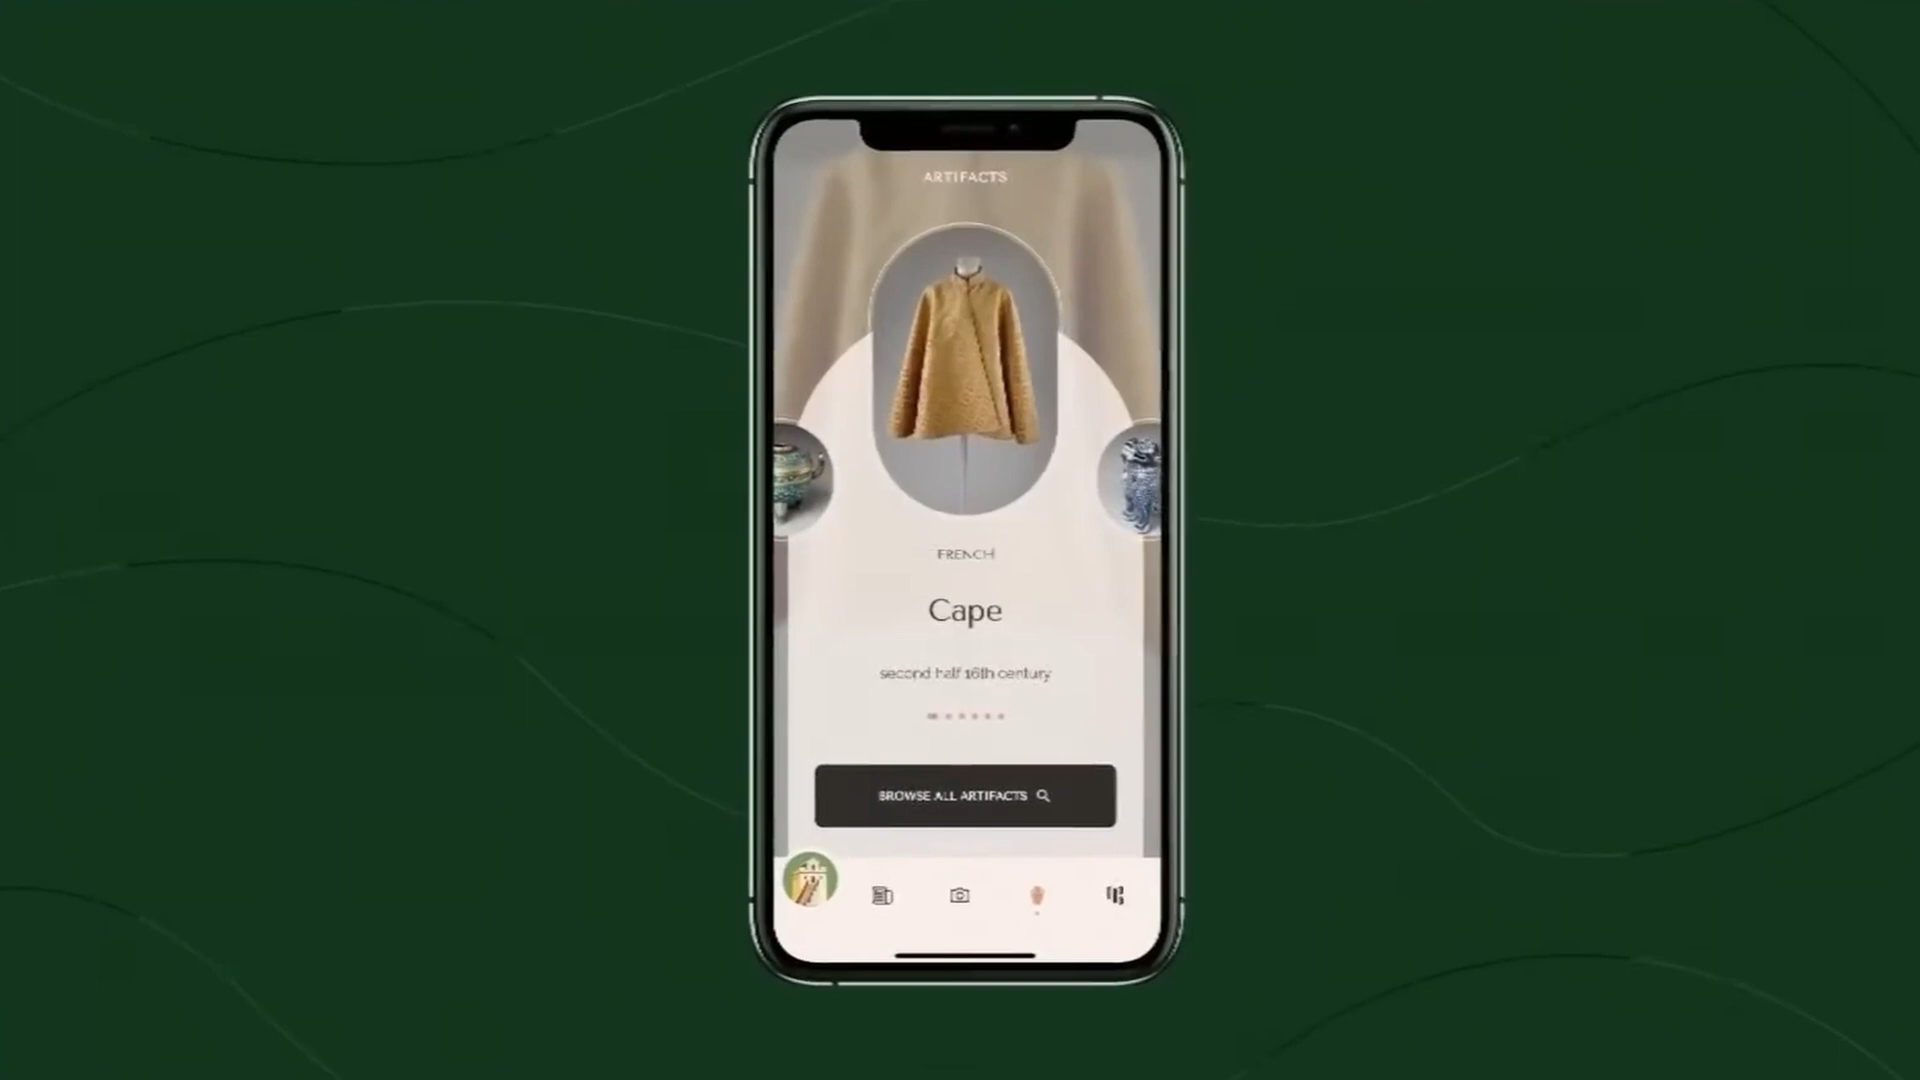 ARTIFACTS
FRENCH
Cape
second half 16th century
BROWSE ALL ARTIFACTS